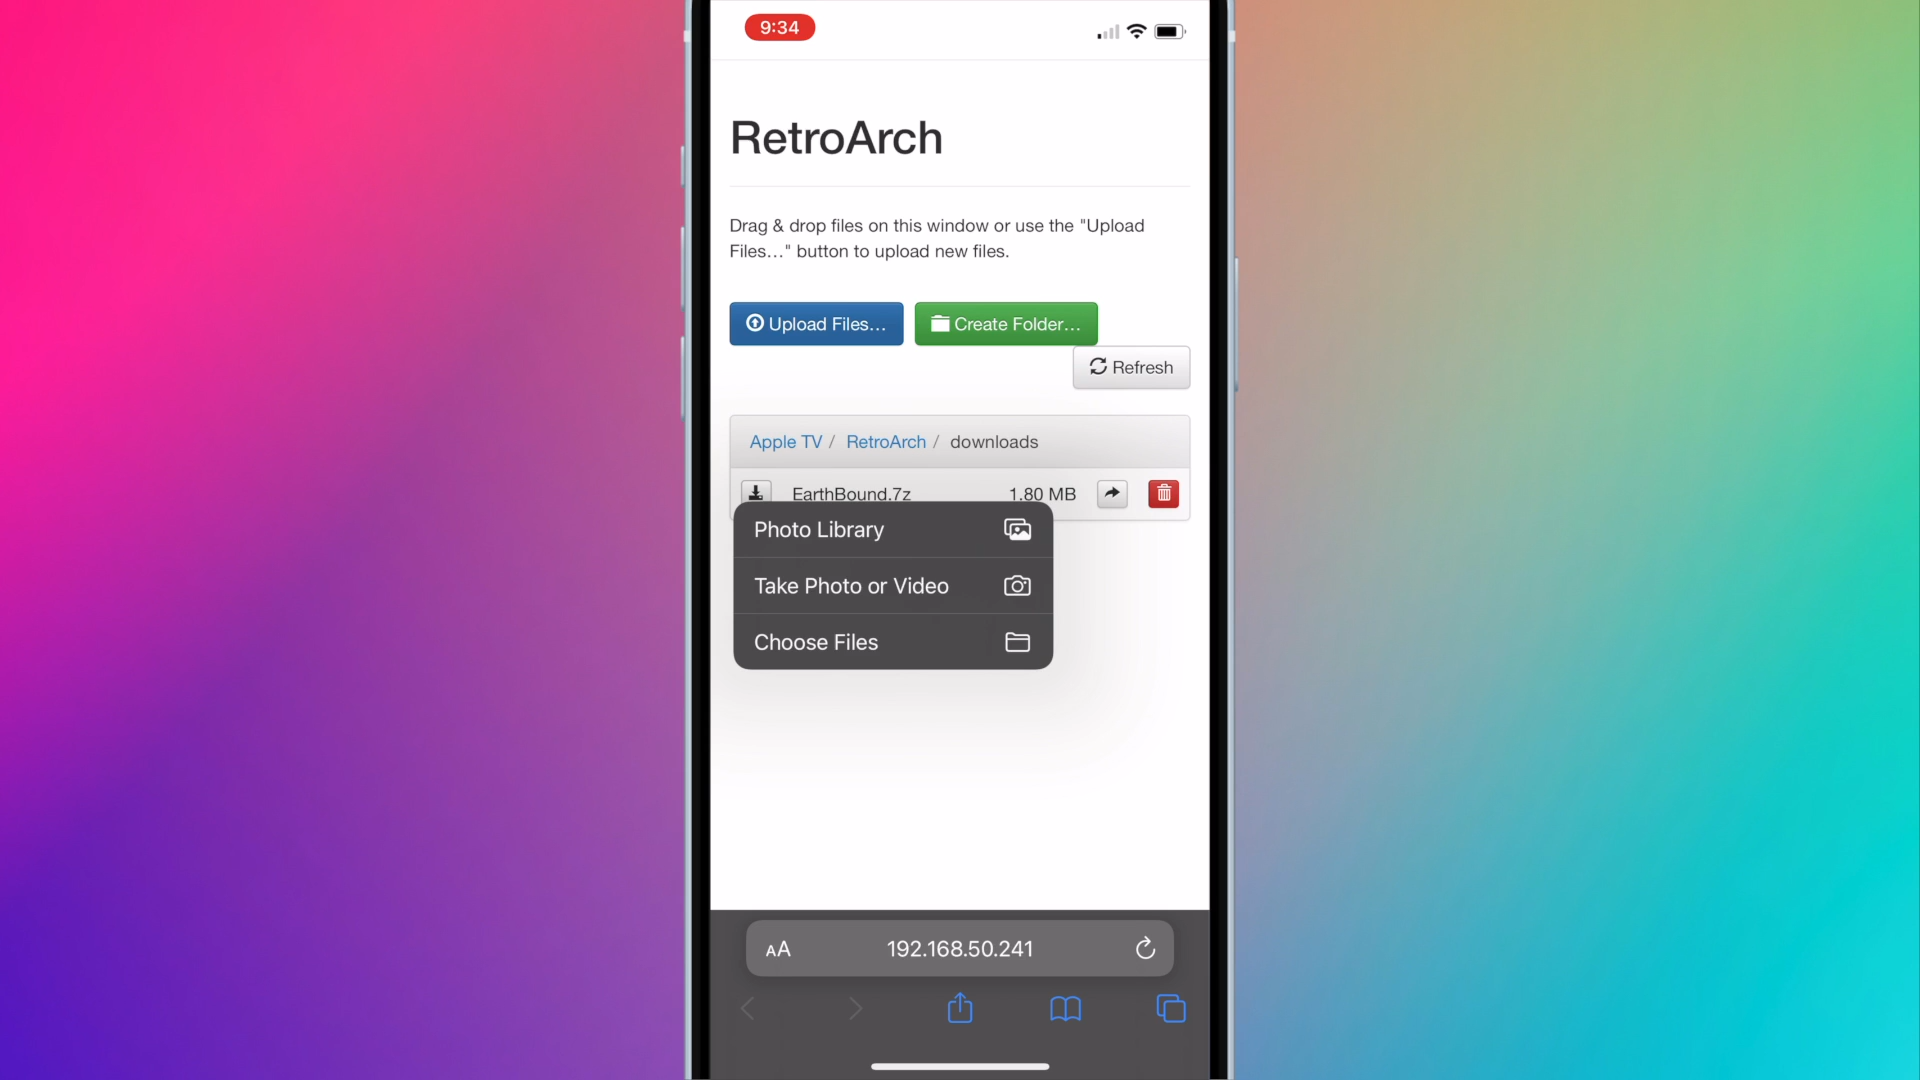 9:34
RetroArch
Drag & drop files on this window or use the "Upload
Files…" button to upload new files.
Upload Files… Create Folder…
Refresh
Apple TV / RetroArch / downloads
EarthBound.7z 1.80 MB
Photo Library
Take Photo or Video
Choose Files
AA 192.168.50.241